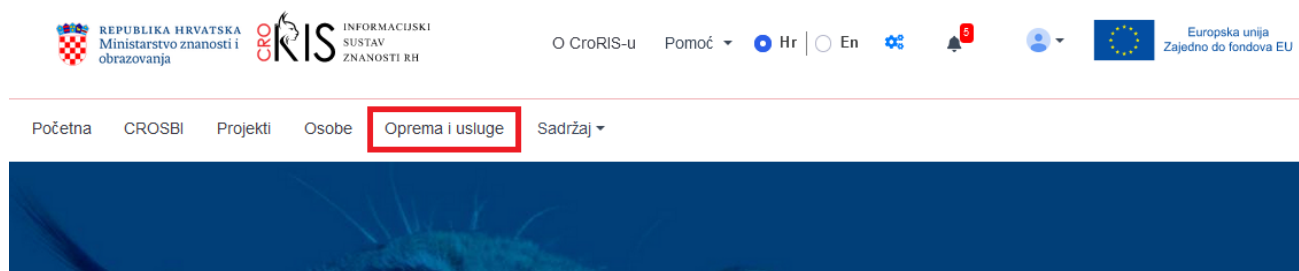 REPUBLIKA HRVATSKA
Ministarstvo znanosti i
obrazovanja
CRO
RIS
INFORMACIJSKI
SUSTAV
ZNANOSTI RH
O CroRIS-u Pomoć Hr En 5
Europska unija
Zajedno do fondova EU
Početna CROSBI Projekti Osobe Oprema i usluge Sadržaj